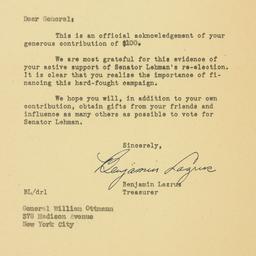 Dear General:
This is an official acknowledgement of your
generous contribution of $100.
We are most grateful for this evidence of
your active support of Senator Lehman's re-election.
It is clear that you realize the importance of fi-
nancing this hard-fought campaign.
We hope you will, in addition to your own
contribution, obtain gifts from your friends and
influence as many others as possible to vote for
Senator Lehman.
Sincerely,
Benjamin Lazrus
Benjamin Lazrus
Treasurer
BL/drl
General William Ottmann
275 Madison Avenue
New York City